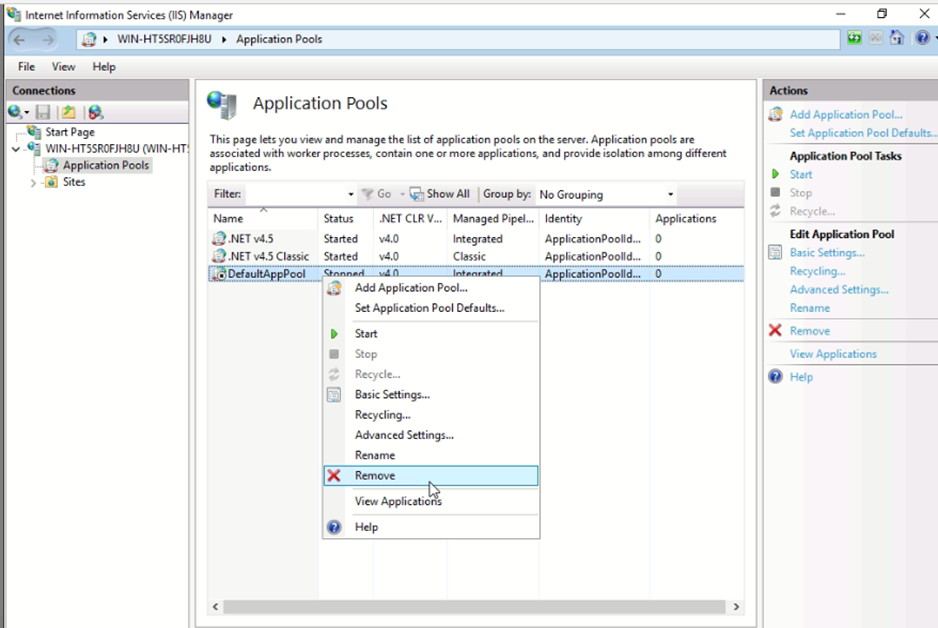 Internet Information Services (IIS) Manager
WIN-HT5SR0FJH8U Application Pools
File View Help
Connections
Start Page
WIN-HT5SR0FJH8U (WIN-HT5
Application Pools
Sites
Application Pools
This page lets you view and manage the list of application pools on the server. Application pools are
associated with worker processes, contain one or more applications, and provide isolation among different
applications.
Filter: Go Show All Group by: No Grouping
Name Status .NET CLR V... Managed Pipel... Identity Applications
.NET v4.5 Started v4.0 Integrated ApplicationPoolId... 0
.NET v4.5 Classic Started v4.0 Classic ApplicationPoolId... 0
DefaultAppPool Stopped v4.0 Integrated ApplicationPoolId... 0
Add Application Pool...
Set Application Pool Defaults...
Start
Stop
Recycle...
Basic Settings...
Recycling...
Advanced Settings...
Rename
Remove
View Applications
Help
Actions
Add Application Pool...
Set Application Pool Defaults...
Application Pool Tasks
Start
Stop
Recycle...
Edit Application Pool
Basic Settings...
Recycling...
Advanced Settings...
Rename
Remove
View Applications
Help